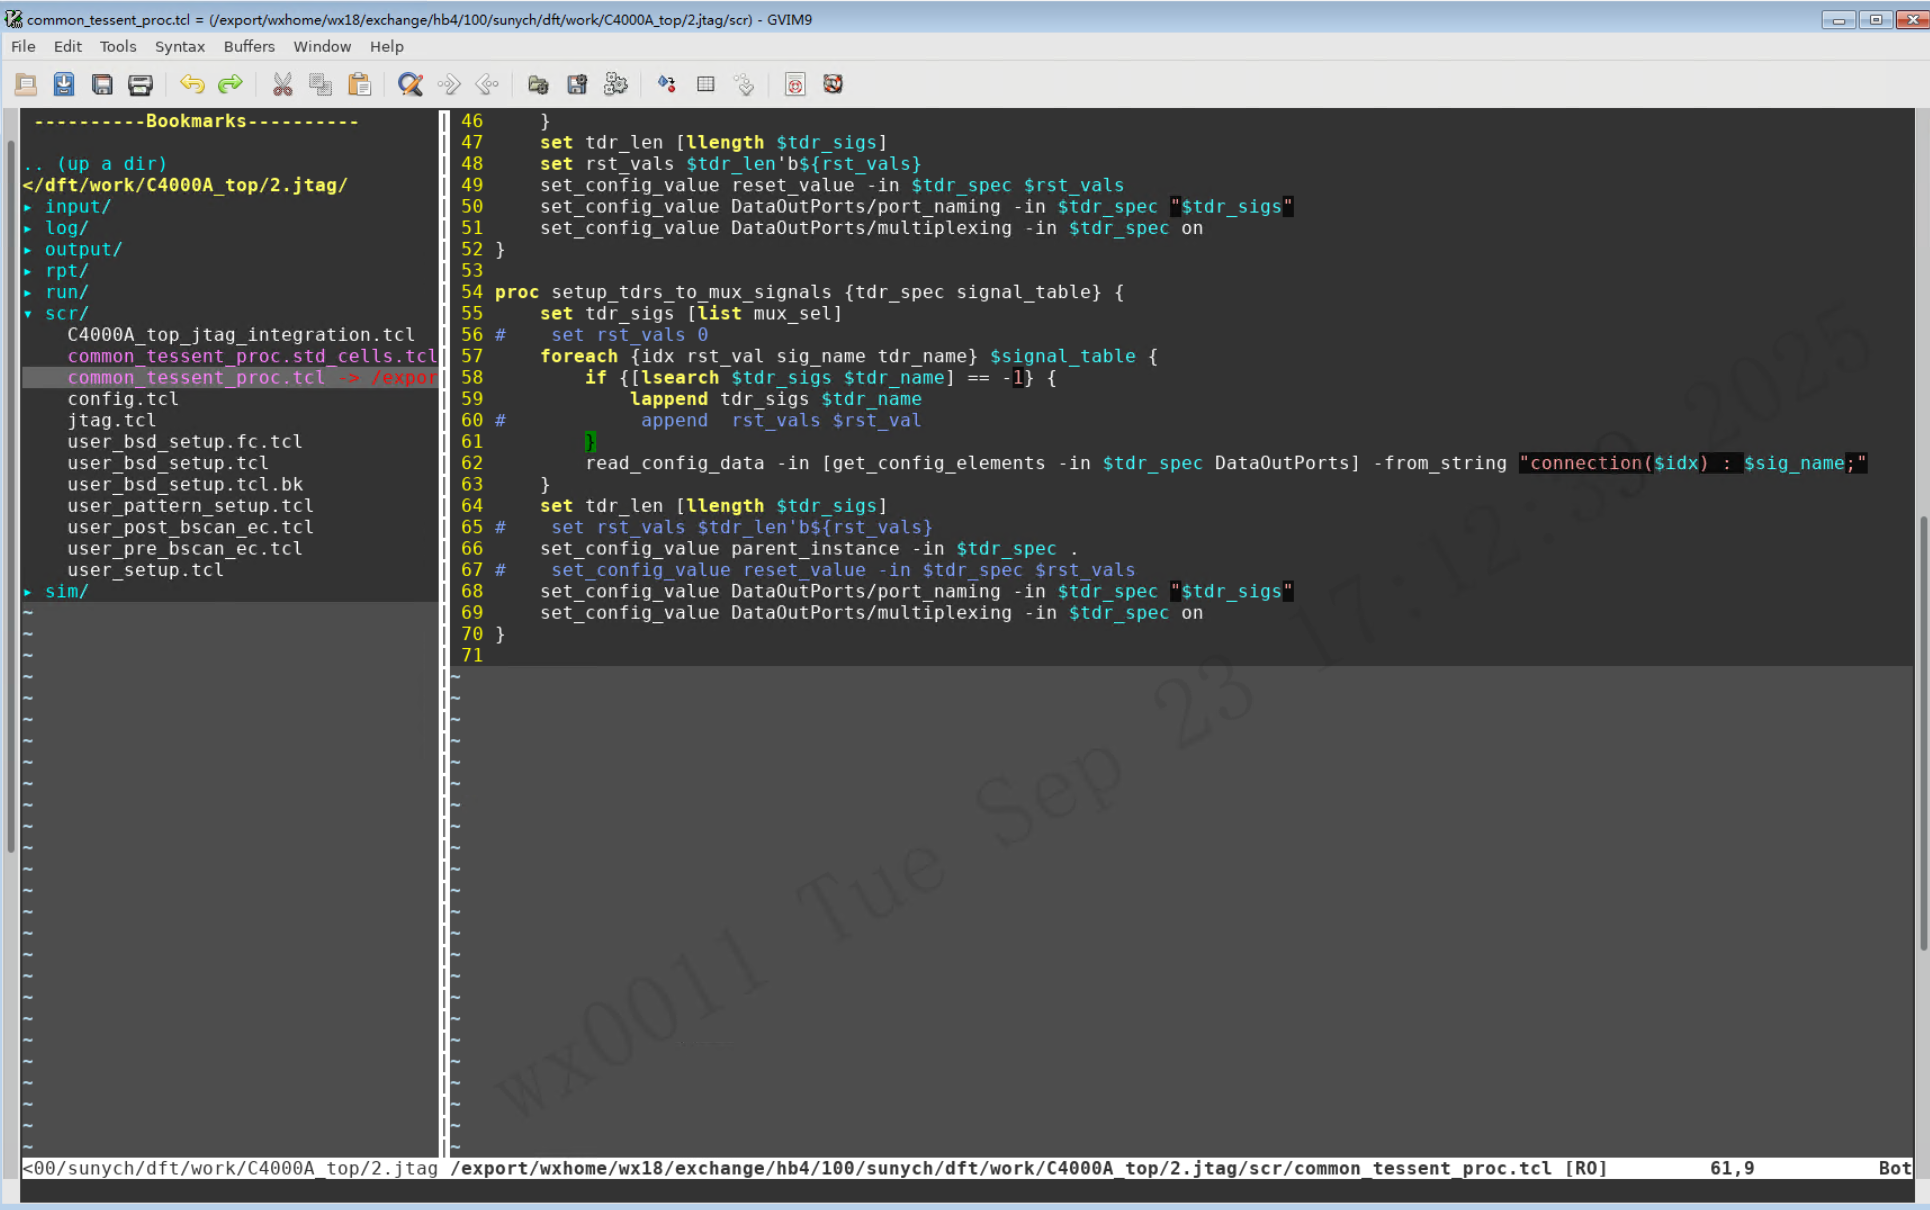 common_tessent_proc.tcl = (/export/wxhome/wx18/exchange/hb4/100/sunych/dft/work/C4000A_top/2.jtag/scr) - GVIM9
File Edit Tools Syntax Buffers Window Help
----------Bookmarks----------
.. (up a dir)
</dft/work/C4000A_top/2.jtag/
▸ input/
▸ log/
▸ output/
▸ rpt/
▸ run/
▾ scr/
C4000A_top_jtag_integration.tcl
common_tessent_proc.std_cells.tcl
common_tessent_proc.tcl -> /expor
config.tcl
jtag.tcl
user_bsd_setup.fc.tcl
user_bsd_setup.tcl
user_bsd_setup.tcl.bk
user_pattern_setup.tcl
user_post_bscan_ec.tcl
user_pre_bscan_ec.tcl
user_setup.tcl
▸ sim/
46     }
47     set tdr_len [llength $tdr_sigs]
48     set rst_vals $tdr_len'b${rst_vals}
49     set_config_value reset_value -in $tdr_spec $rst_vals
50     set_config_value DataOutPorts/port_naming -in $tdr_spec "$tdr_sigs"
51     set_config_value DataOutPorts/multiplexing -in $tdr_spec on
52 }
53
54 proc setup_tdrs_to_mux_signals {tdr_spec signal_table} {
55     set tdr_sigs [list mux_sel]
56 #    set rst_vals 0
57     foreach {idx rst_val sig_name tdr_name} $signal_table {
58         if {[lsearch $tdr_sigs $tdr_name] == -1} {
59             lappend tdr_sigs $tdr_name
60 #            append  rst_vals $rst_val
61         }
62         read_config_data -in [get_config_elements -in $tdr_spec DataOutPorts] -from_string "connection($idx) : $sig_name;"
63     }
64     set tdr_len [llength $tdr_sigs]
65 #    set rst_vals $tdr_len'b${rst_vals}
66     set_config_value parent_instance -in $tdr_spec .
67 #    set_config_value reset_value -in $tdr_spec $rst_vals
68     set_config_value DataOutPorts/port_naming -in $tdr_spec "$tdr_sigs"
69     set_config_value DataOutPorts/multiplexing -in $tdr_spec on
70 }
71
wx0011 Tue Sep 23 17:12:39 2025
<00/sunych/dft/work/C4000A_top/2.jtag /export/wxhome/wx18/exchange/hb4/100/sunych/dft/work/C4000A_top/2.jtag/scr/common_tessent_proc.tcl [RO] 61,9 Bot